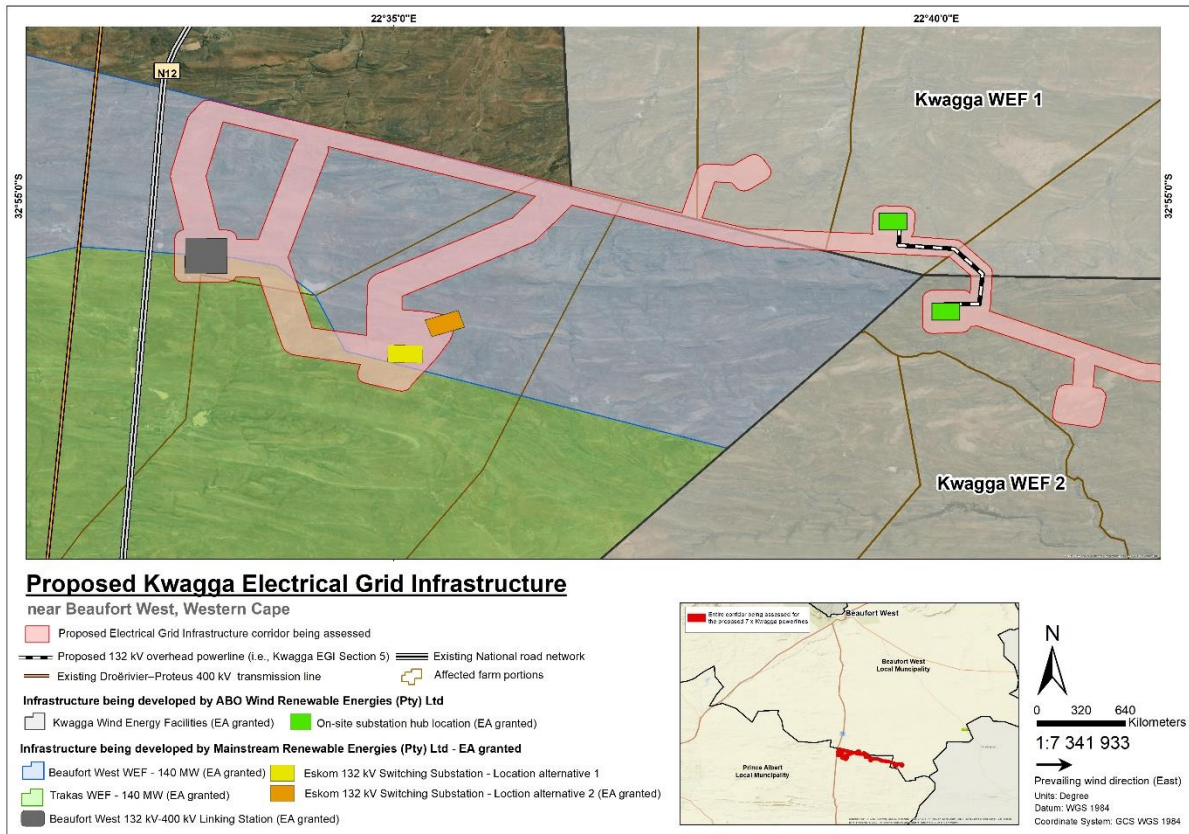 22°35'0"E
22°40'0"E
32°55'0"S
32°55'0"S
N12
Kwagga WEF 1
Kwagga WEF 2
Proposed Kwagga Electrical Grid Infrastructure
near Beaufort West, Western Cape
Proposed Electrical Grid Infrastructure corridor being assessed
Proposed 132 kV overhead powerline (i.e., Kwagga EGI Section 5)
Existing National road network
Existing Droërivier–Proteus 400 kV transmission line
Affected farm portions
Infrastructure being developed by ABO Wind Renewable Energies (Pty) Ltd
Kwagga Wind Energy Facilities (EA granted)
On-site substation hub location (EA granted)
Infrastructure being developed by Mainstream Renewable Energies (Pty) Ltd - EA granted
Beaufort West WEF - 140 MW (EA granted)
Eskom 132 kV Switching Substation - Location alternative 1
Trakas WEF - 140 MW (EA granted)
Eskom 132 kV Switching Substation - Loction alternative 2 (EA granted)
Beaufort West 132 kV-400 kV Linking Station (EA granted)
Entire corridor being assessed for
the proposed 7 x Kwagga powerlines
Beaufort West
Beaufort West
Local Muncipality
Prince Albert
Local Muncipality
N
0 320 640
Kilometers
1:7 341 933
Prevailing wind direction (East)
Units: Degree
Datum: WGS 1984
Coordinate System: GCS WGS 1984